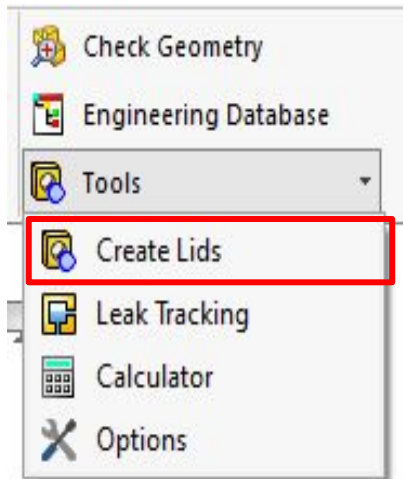 Check Geometry
Engineering Database
Tools
Create Lids
Leak Tracking
Calculator
Options